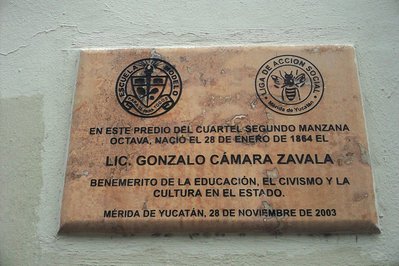 ESCUELA MODELO
LIGA DE ACCION SOCIAL
Mérida de Yucatán
EN ESTE PREDIO DEL CUARTEL SEGUNDO MANZANA
OCTAVA, NACIÓ EL 28 DE ENERO DE 1864 EL
LIC. GONZALO CÁMARA ZAVALA
BENEMERITO DE LA EDUCACIÓN, EL CIVISMO Y LA
CULTURA EN EL ESTADO.
MÉRIDA DE YUCATÁN, 28 DE NOVIEMBRE DE 2003